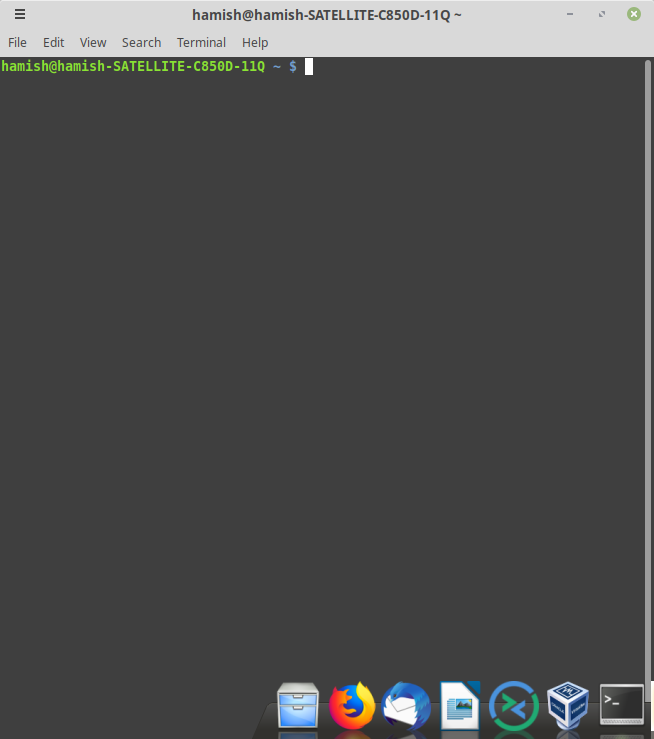 hamish@hamish-SATELLITE-C850D-11Q ~
File Edit View Search Terminal Help
hamish@hamish-SATELLITE-C850D-11Q ~ $
>_